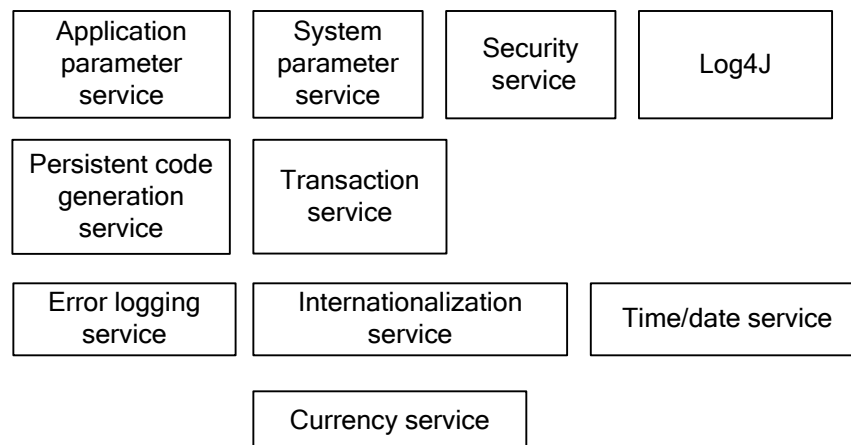 Application
parameter
service
System
parameter
service
Security
service
Log4J
Persistent code
generation
service
Transaction
service
Error logging
service
Internationalization
service
Time/date service
Currency service